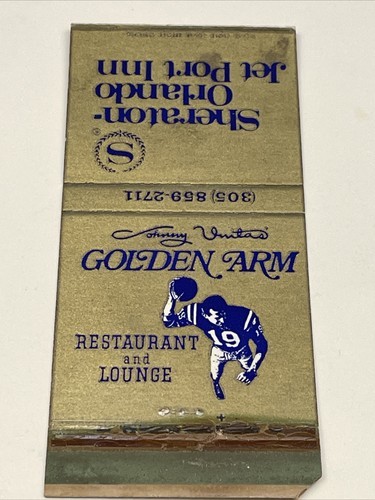 Sheraton-
Orlando
Jet Port Inn
S
®
(305) 859-2711
Johnny Unitas'
GOLDEN ARM
RESTAURANT
and
LOUNGE
19